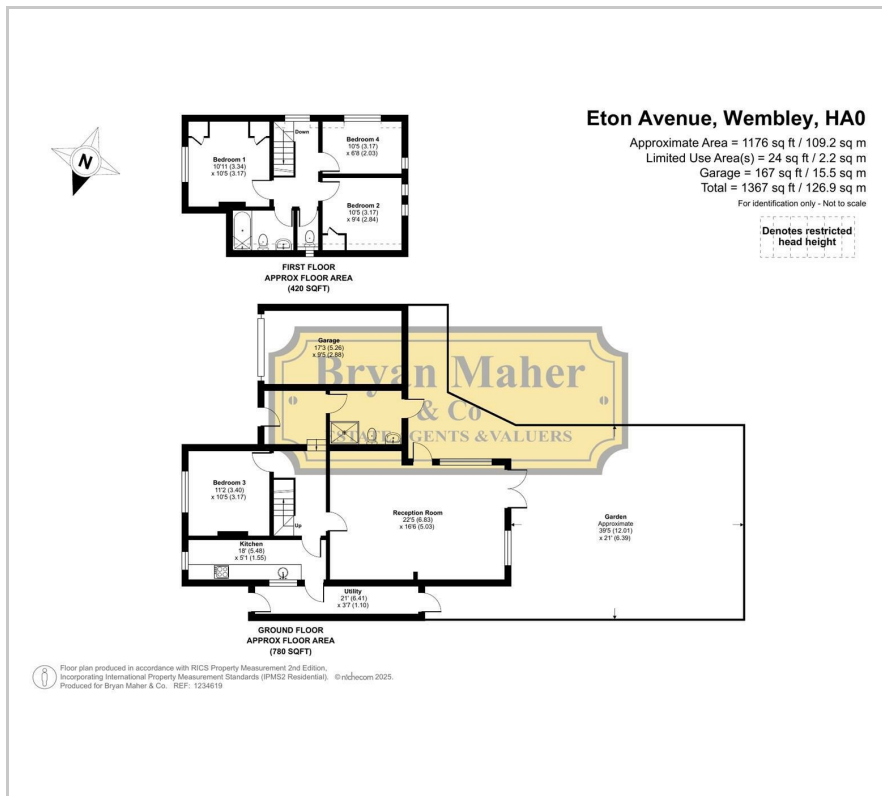 Eton Avenue, Wembley, HA0
Approximate Area = 1176 sq ft / 109.2 sq m
Limited Use Area(s) = 24 sq ft / 2.2 sq m
Garage = 167 sq ft / 15.5 sq m
Total = 1367 sq ft / 126.9 sq m
For identification only - Not to scale
Denotes restricted
head height
N
Down
Bedroom 4
10'5 (3.17)
x 6'8 (2.03)
Bedroom 1
10'11 (3.34)
x 10'5 (3.17)
Bedroom 2
10'5 (3.17)
x 9'4 (2.84)
FIRST FLOOR
APPROX FLOOR AREA
(420 SQFT)
Garage
17'3 (5.26)
x 9'5 (2.88)
Bryan Maher
& Co
ESTATE AGENTS & VALUERS
Bedroom 3
11'2 (3.40)
x 10'5 (3.17)
Up
Reception Room
22'5 (6.83)
x 16'6 (5.03)
Garden
Approximate
39'5 (12.01)
x 21' (6.39)
Kitchen
18' (5.48)
x 5'1 (1.55)
Utility
21' (6.41)
x 3'7 (1.10)
GROUND FLOOR
APPROX FLOOR AREA
(780 SQFT)
Floor plan produced in accordance with RICS Property Measurement 2nd Edition,
Incorporating International Property Measurement Standards (IPMS2 Residential). ©nichecom 2025.
Produced for Bryan Maher & Co. REF: 1234619